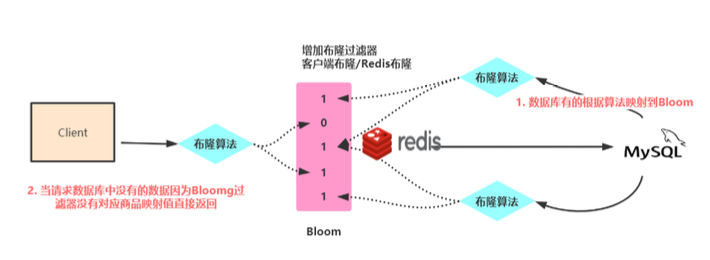 增加布隆过滤器
客户端布隆/Redis布隆
布隆算法
1. 数据库有的根据算法映射到Bloom
1
0
1
1
1
Client
布隆算法
redis
MySQL
2. 当请求数据库中没有的数据因为Bloomg过
滤器没有对应商品映射值直接返回
布隆算法
Bloom